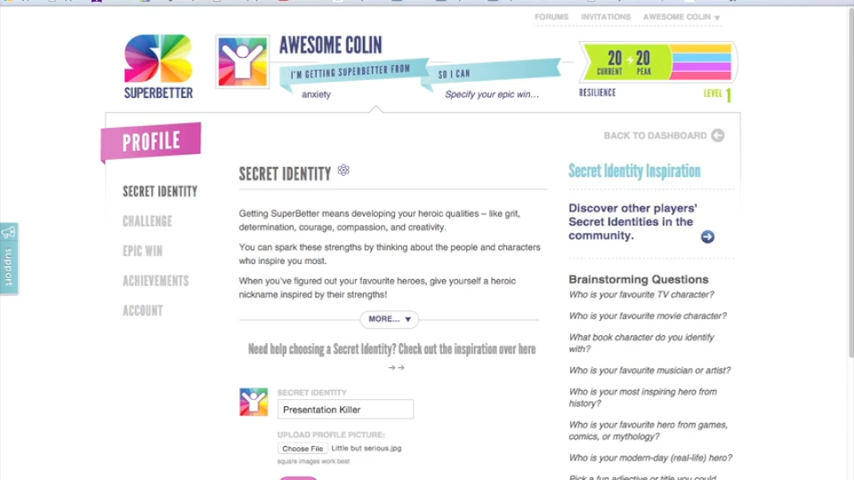 FORUMS INVITATIONS AWESOME COLIN
AWESOME COLIN
I'M GETTING SUPERBETTER FROM
SO I CAN
anxiety
Specify your epic win...
SUPERBETTER
20 20
CURRENT PEAK
RESILIENCE
LEVEL 1
PROFILE
BACK TO DASHBOARD
SECRET IDENTITY
CHALLENGE
EPIC WIN
ACHIEVEMENTS
ACCOUNT
support
SECRET IDENTITY
Getting SuperBetter means developing your heroic qualities – like grit,
determination, courage, compassion, and creativity.
You can spark these strengths by thinking about the people and characters
who inspire you most.
When you've figured out your favourite heroes, give yourself a heroic
nickname inspired by their strengths!
MORE...
Need help choosing a Secret Identity? Check out the inspiration over here
SECRET IDENTITY
Presentation Killer
UPLOAD PROFILE PICTURE:
Choose File Little but serious.jpg
square images work best
Secret Identity Inspiration
Discover other players'
Secret Identities in the
community.
Brainstorming Questions
Who is your favourite TV character?
Who is your favourite movie character?
What book character do you identify
with?
Who is your favourite musician or artist?
Who is your most inspiring hero from
history?
Who is your favourite hero from games,
comics, or mythology?
Who is your modern-day (real-life) hero?
Pick a fun adjective or title you could